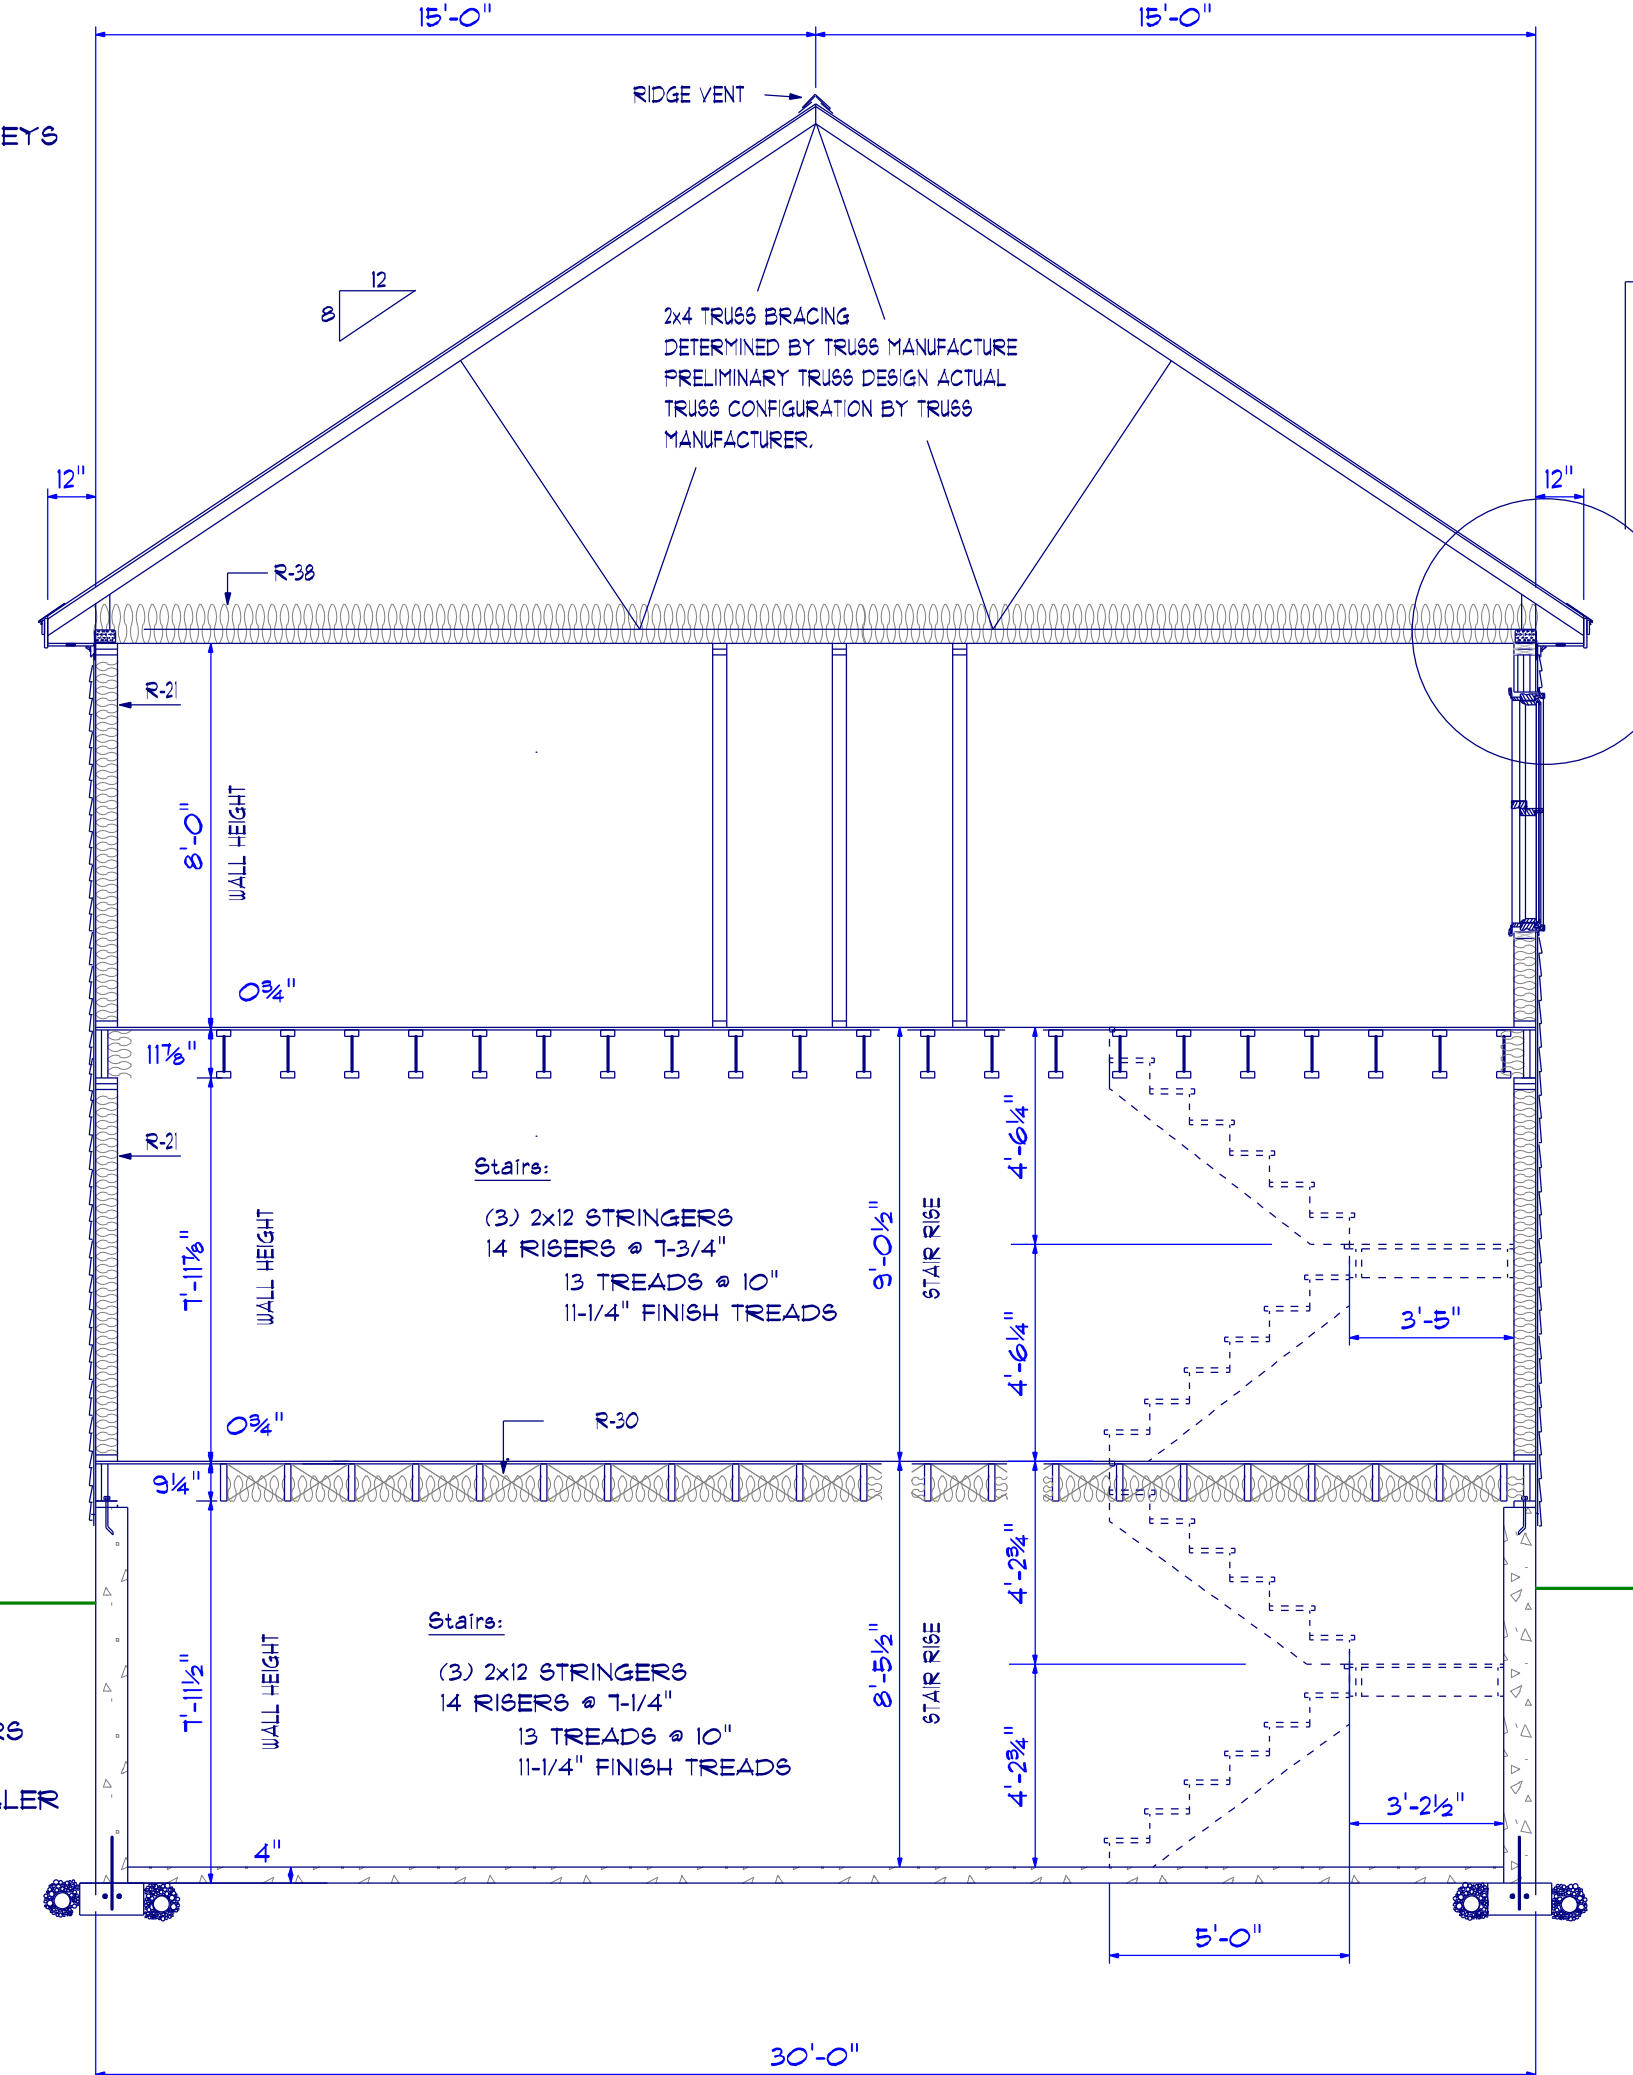 15'-0" 15'-0"
RIDGE VENT
EYS
12
8
2x4 TRUSS BRACING
DETERMINED BY TRUSS MANUFACTURE
PRELIMINARY TRUSS DESIGN ACTUAL
TRUSS CONFIGURATION BY TRUSS
MANUFACTURER.
12" 12"
R-38
R-21
8'-0"
WALL HEIGHT
0¾"
11⅞"
R-21
4'-6¼"
Stairs:
(3) 2x12 STRINGERS
14 RISERS @ 7-3/4"
13 TREADS @ 10"
11-1/4" FINISH TREADS
7'-11⅞"
WALL HEIGHT
9'-0½"
STAIR RISE
4'-6¼"
3'-5"
0¾"
R-30
9¼"
4'-2¾"
Stairs:
(3) 2x12 STRINGERS
14 RISERS @ 7-1/4"
13 TREADS @ 10"
11-1/4" FINISH TREADS
7'-11½"
WALL HEIGHT
8'-5½"
STAIR RISE
4'-2¾"
RS
LER
3'-2½"
4"
5'-0"
30'-0"